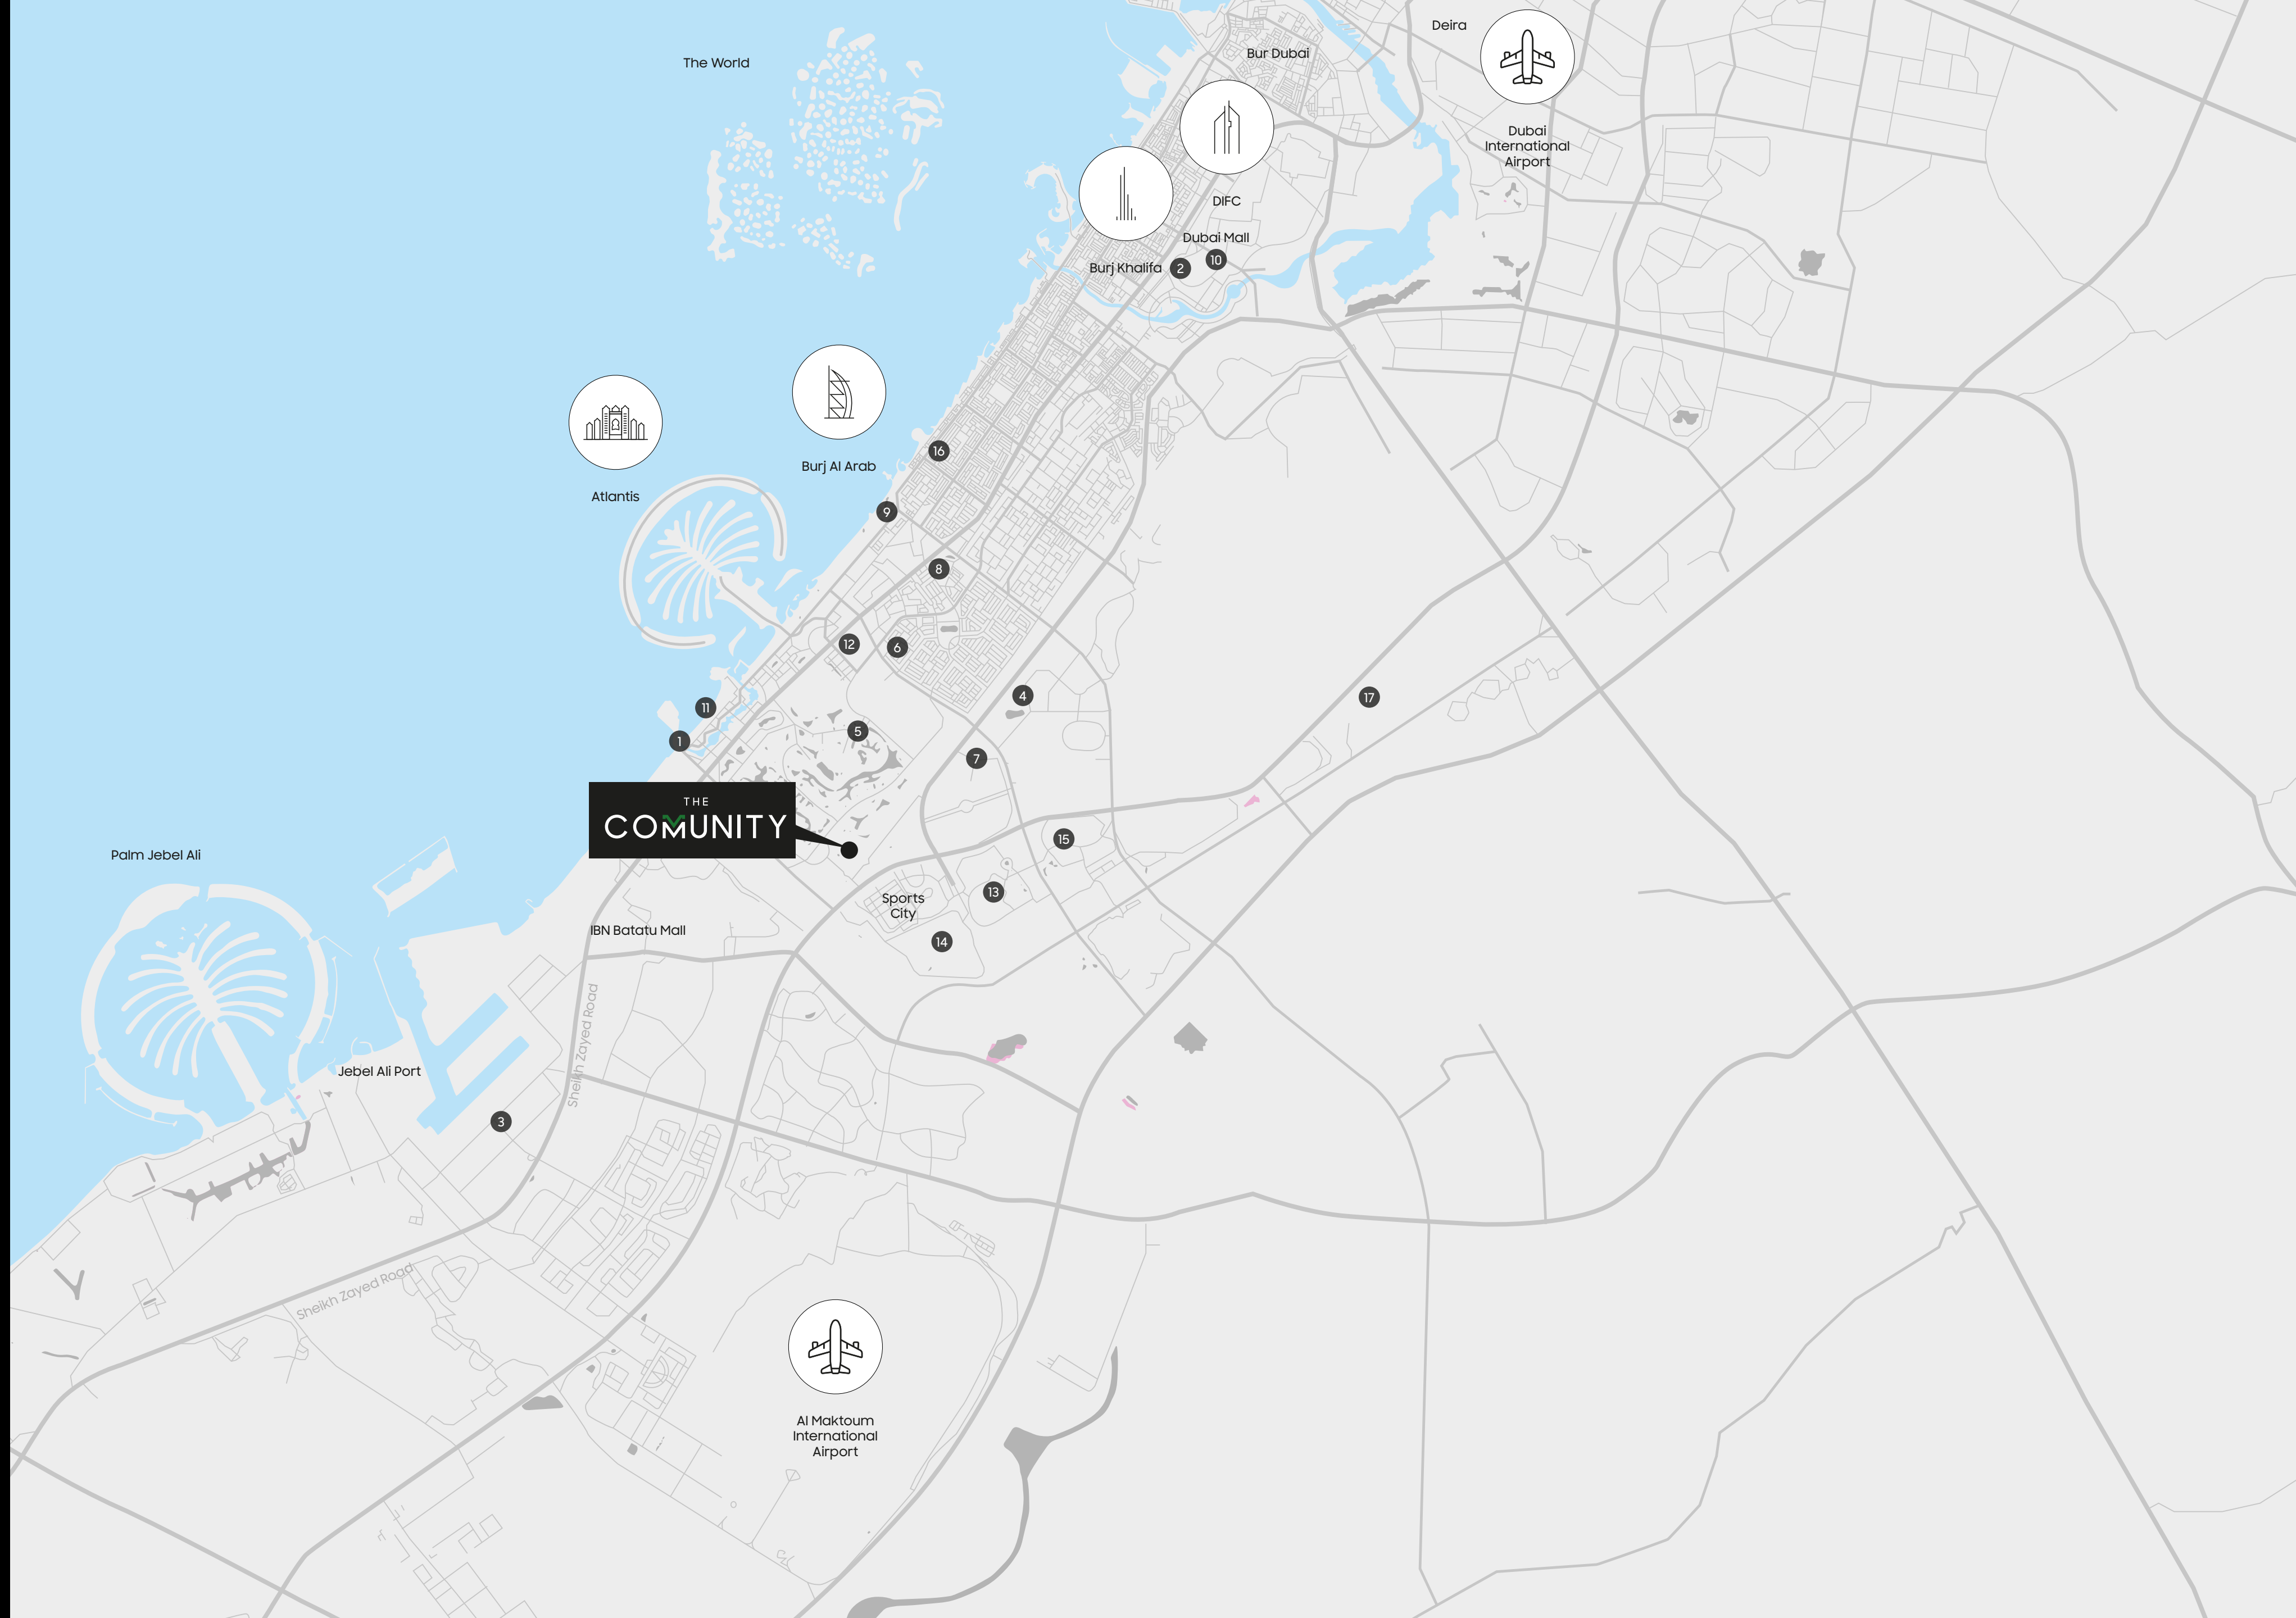 Deira
Bur Dubai
The World
Dubai
International
Airport
DIFC
Dubai Mall
Burj Khalifa
2
10
16
Burj Al Arab
Atlantis
9
8
12
6
4
17
11
5
1
7
THE
COMUNITY
15
Palm Jebel Ali
13
Sports
City
IBN Batatu Mall
14
Sheikh Zayed Road
Jebel Ali Port
3
Sheikh Zayed Road
Al Maktoum
International
Airport